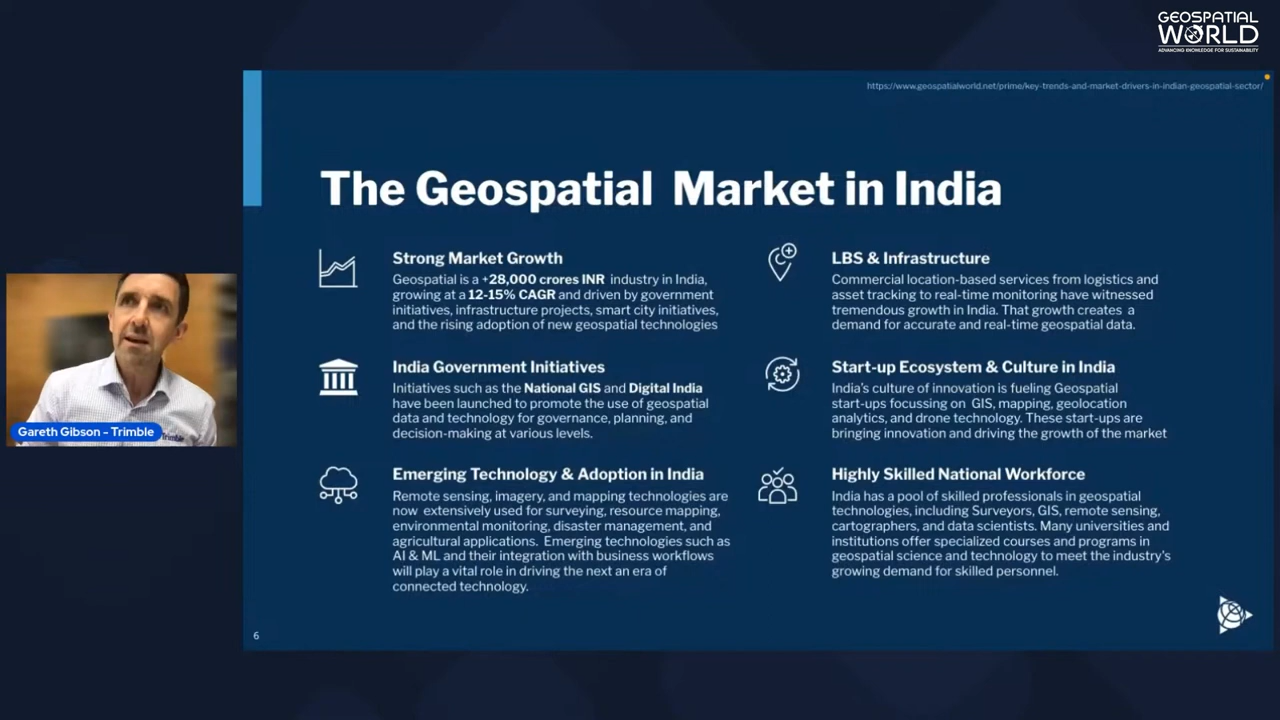 GEOSPATIAL
WORLD
ADVANCING KNOWLEDGE FOR SUSTAINABILITY
https://www.geospatialworld.net/prime/key-trends-and-market-drivers-in-indian-geospatial-sector/
The Geospatial Market in India
Strong Market Growth
Geospatial is a +28,000 crores INR industry in India,
growing at a 12-15% CAGR and driven by government
initiatives, infrastructure projects, smart city initiatives,
and the rising adoption of new geospatial technologies
India Government Initiatives
Initiatives such as the National GIS and Digital India
have been launched to promote the use of geospatial
data and technology for governance, planning, and
decision-making at various levels.
Emerging Technology & Adoption in India
Remote sensing, imagery, and mapping technologies are
now extensively used for surveying, resource mapping,
environmental monitoring, disaster management, and
agricultural applications. Emerging technologies such as
AI & ML and their integration with business workflows
will play a vital role in driving the next an era of
connected technology.
LBS & Infrastructure
Commercial location-based services from logistics and
asset tracking to real-time monitoring have witnessed
tremendous growth in India. That growth creates a
demand for accurate and real-time geospatial data.
Start-up Ecosystem & Culture in India
India's culture of innovation is fueling Geospatial
start-ups focussing on GIS, mapping, geolocation
analytics, and drone technology. These start-ups are
bringing innovation and driving the growth of the market
Highly Skilled National Workforce
India has a pool of skilled professionals in geospatial
technologies, including Surveyors, GIS, remote sensing,
cartographers, and data scientists. Many universities and
institutions offer specialized courses and programs in
geospatial science and technology to meet the industry's
growing demand for skilled personnel.
Gareth Gibson - Trimble
Trimble
6